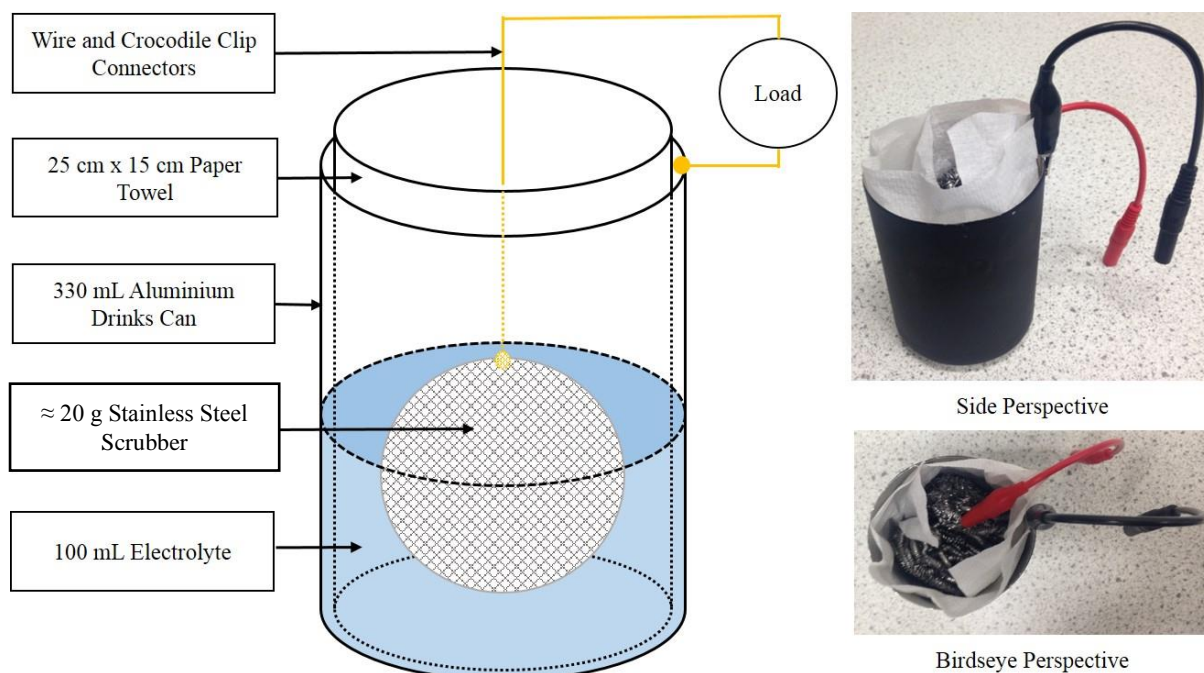 Wire and Crocodile Clip
Connectors
25 cm x 15 cm Paper
Towel
330 mL Aluminium
Drinks Can
≈ 20 g Stainless Steel
Scrubber
100 mL Electrolyte
Load
Side Perspective
Birdseye Perspective